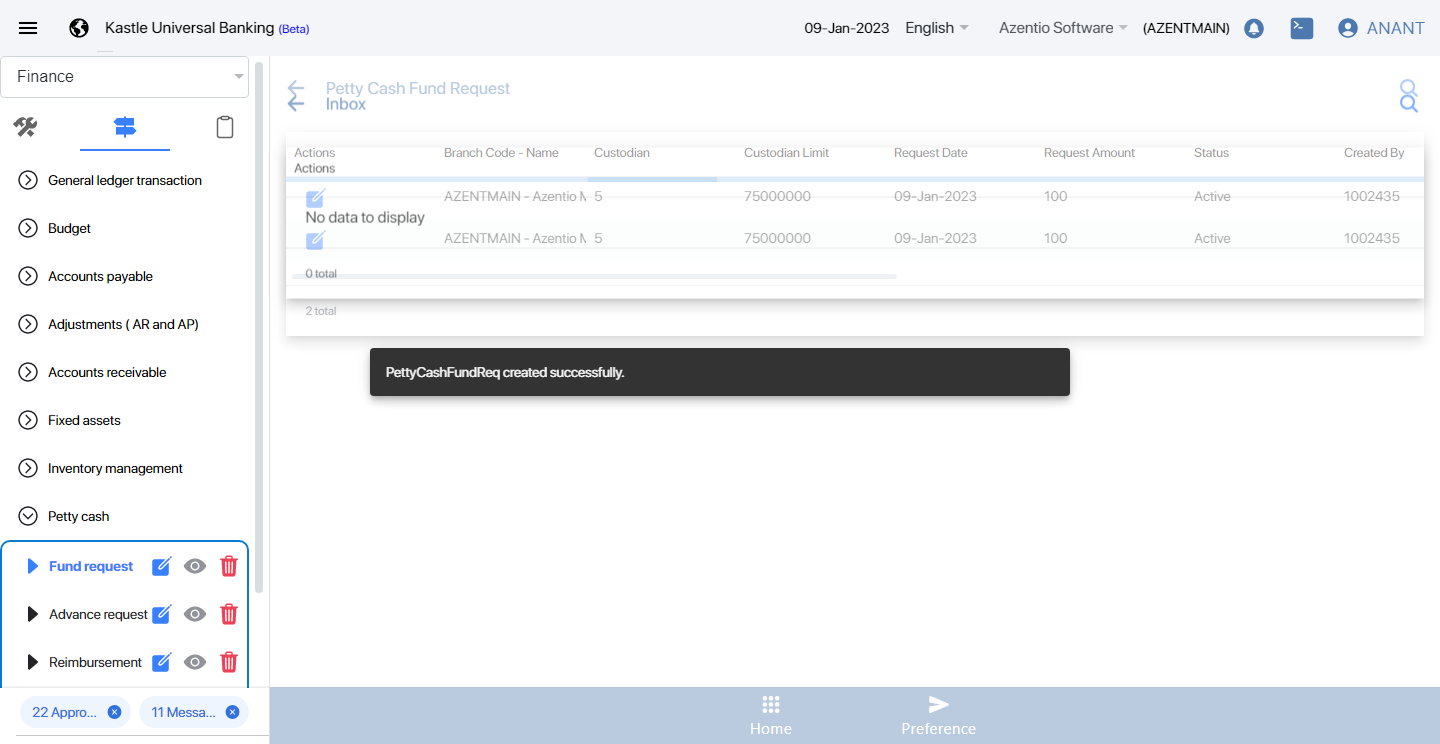 Kastle Universal Banking (Beta)
09-Jan-2023
English
Azentio Software
(AZENTMAIN)
ANANT
Finance
General ledger transaction
Budget
Accounts payable
Adjustments ( AR and AP)
Accounts receivable
Fixed assets
Inventory management
Petty cash
Fund request
Advance request
Reimbursement
22 Appro...
11 Messa...
Petty Cash Fund Request
Inbox
Actions Branch Code - Name Custodian Custodian Limit Request Date Request Amount Status Created By
Actions
AZENTMAIN - Azentio 5 75000000 09-Jan-2023 100 Active 1002435
No data to display
AZENTMAIN - Azentio 5 75000000 09-Jan-2023 100 Active 1002435
0 total
2 total
PettyCashFundReq created successfully.
Home
Preference